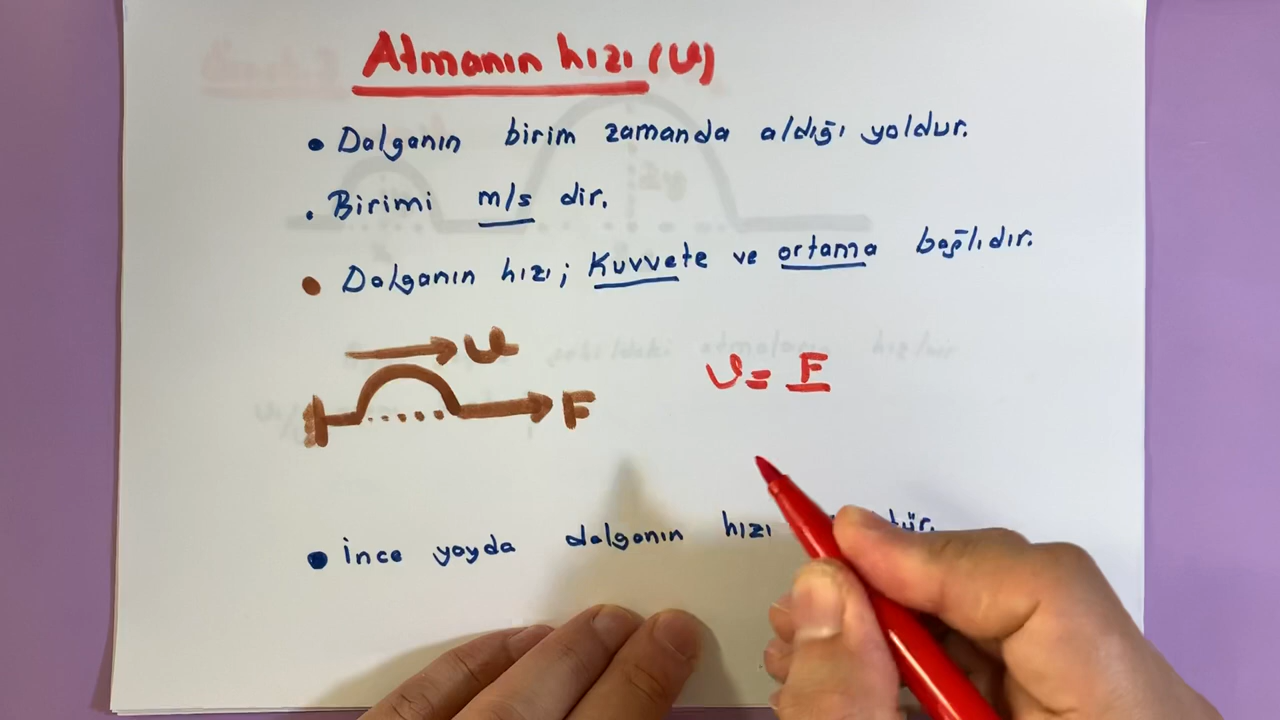 Atmanın hızı (υ)
• Dalganın birim zamanda aldığı yoldur.
• Birimi m/s dir.
• Dalganın hızı; Kuvvete ve ortama bağlıdır.
υ
F
υ = F
• İnce yayda dalganın hızı